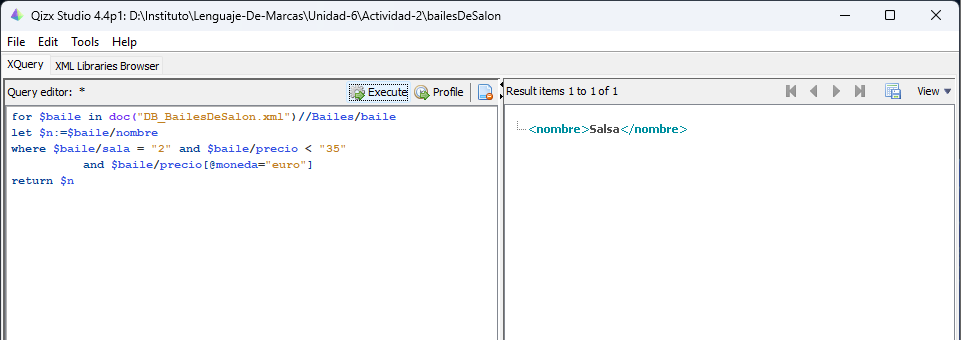 Qizx Studio 4.4p1: D:\Instituto\Lenguaje-De-Marcas\Unidad-6\Actividad-2\bailesDeSalon
File Edit Tools Help
XQuery XML Libraries Browser
Query editor: * Execute Profile
for $baile in doc("DB_BailesDeSalon.xml")//Bailes/baile
let $n:=$baile/nombre
where $baile/sala = "2" and $baile/precio < "35"
and $baile/precio[@moneda="euro"]
return $n
Result items 1 to 1 of 1 View
<nombre>Salsa</nombre>